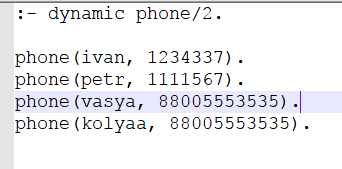 :- dynamic phone/2.
phone(ivan, 1234337).
phone(petr, 1111567).
phone(vasya, 88005553535).
phone(kolyaa, 88005553535).